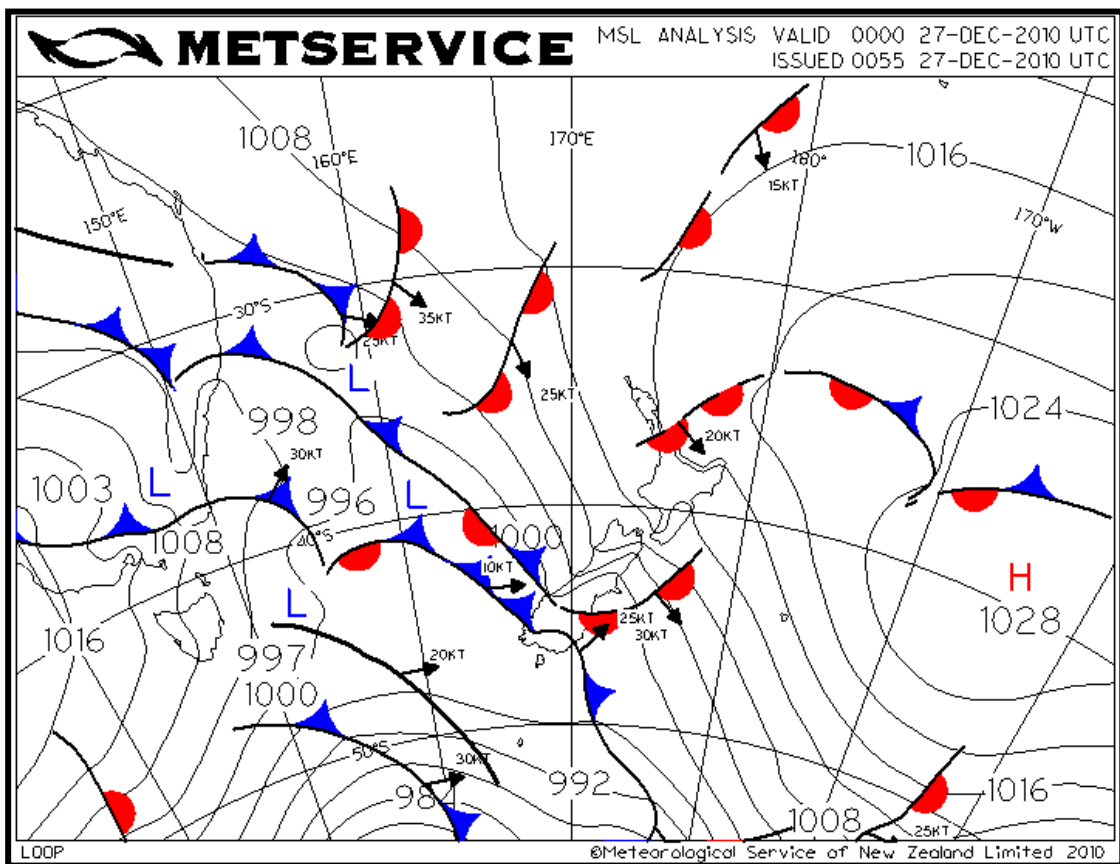 METSERVICE
MSL ANALYSIS VALID 0000 27-DEC-2010 UTC
ISSUED 0055 27-DEC-2010 UTC
1008
160°E
170°E
180°
1016
15KT
150°E
170°W
30°S
35KT
25KT
25KT
L
998
30KT
20KT
1024
1003
L
996
L
1000
1008
40°S
10KT
H
1028
L
25KT
30KT
1016
997
20KT
1000
50°S
30KT
992
984
1016
1008
25KT
LOOP
©Meteorological Service of New Zealand Limited 2010